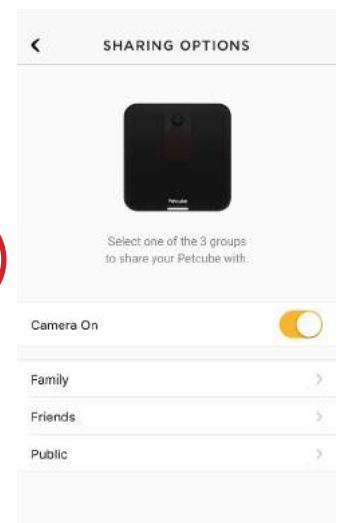 SHARING OPTIONS
Petcube
Select one of the 3 groups
to share your Petcube with.
Camera On
Family
Friends
Public